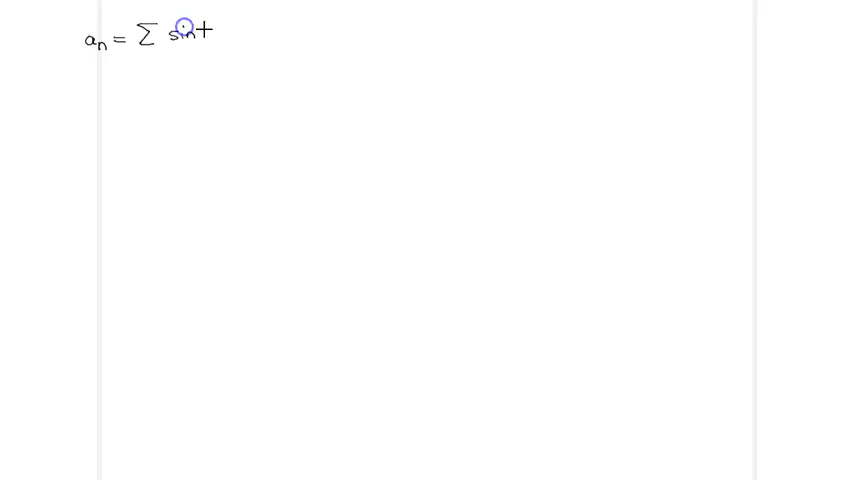 aₙ = ∑ sin